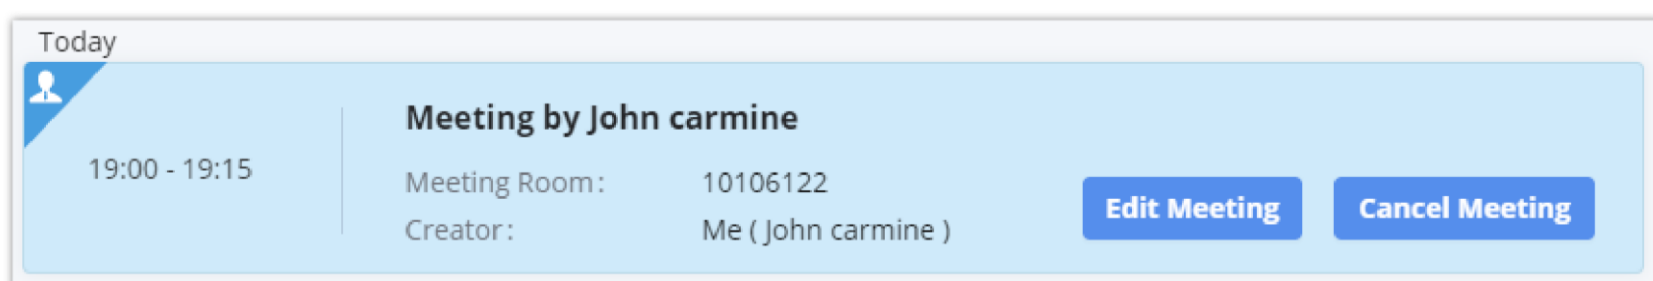 Today
Meeting by John carmine
19:00 - 19:15
Meeting Room: 10106122
Creator: Me ( John carmine )
Edit Meeting
Cancel Meeting